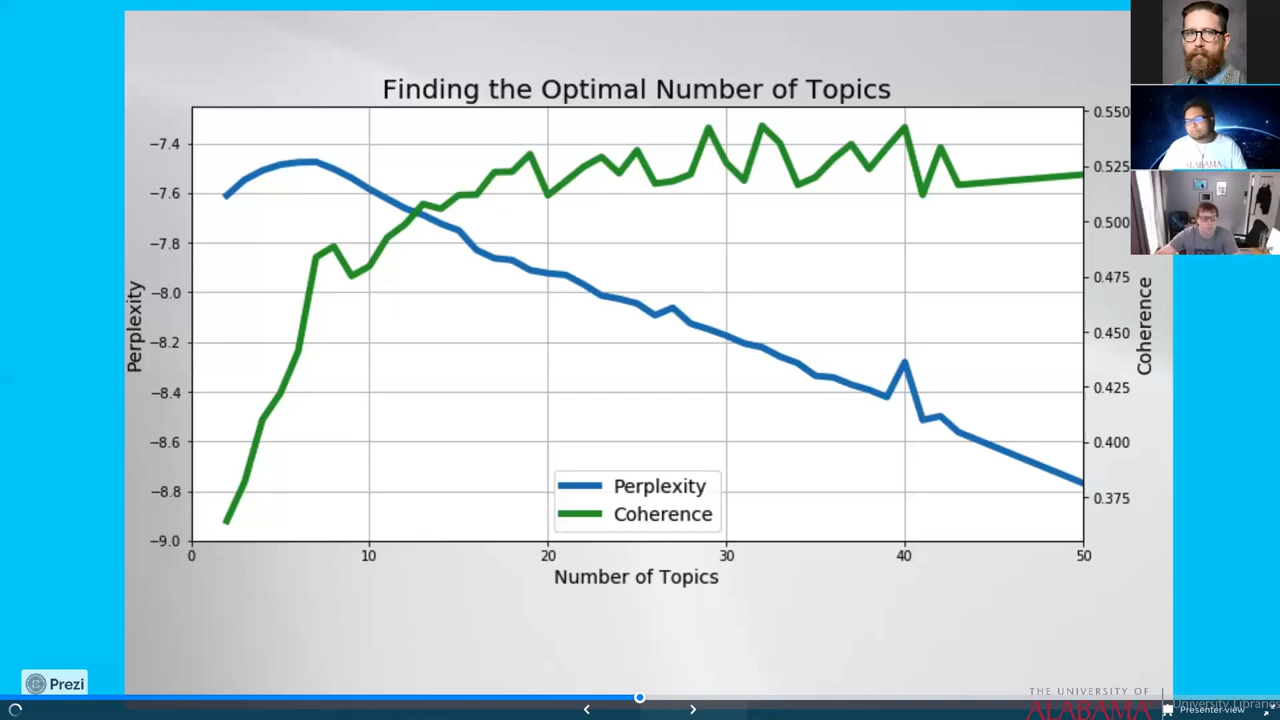 Finding the Optimal Number of Topics
Perplexity
−7.4
−7.6
−7.8
−8.0
−8.2
−8.4
−8.6
−8.8
−9.0
0.550
0.525
0.500
0.475
0.450
0.425
0.400
0.375
Coherence
Perplexity
Coherence
0 10 20 30 40 50
Number of Topics
ALABAMA
Prezi
THE UNIVERSITY OF
ALABAMA
University Libraries
Presenter view